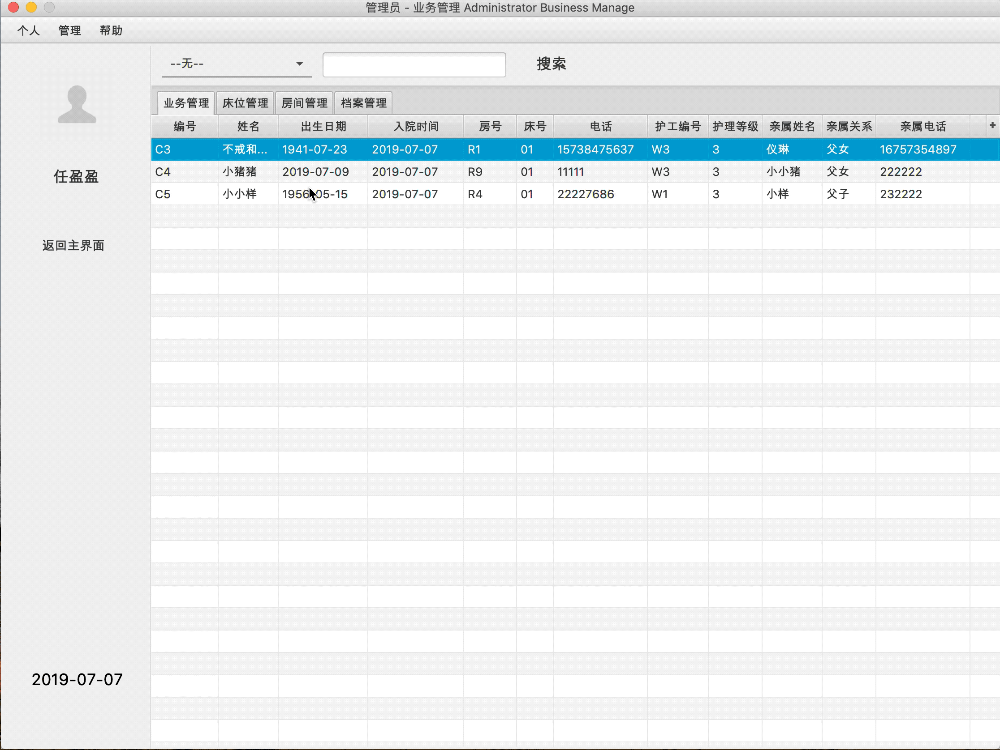 管理员 - 业务管理 Administrator Business Manage
个人 管理 帮助
--无-- 搜索
任盈盈
返回主界面
2019-07-07
业务管理 床位管理 房间管理 档案管理
编号 姓名 出生日期 入院时间 房号 床号 电话 护工编号 护理等级 亲属姓名 亲属关系 亲属电话 +
C3 不戒和... 1941-07-23 2019-07-07 R1 01 15738475637 W3 3 仪琳 父女 16757354897
C4 小猪猪 2019-07-09 2019-07-07 R9 01 11111 W3 3 小小猪 父女 222222
C5 小小样 1956-05-15 2019-07-07 R4 01 22227686 W1 3 小样 父子 232222